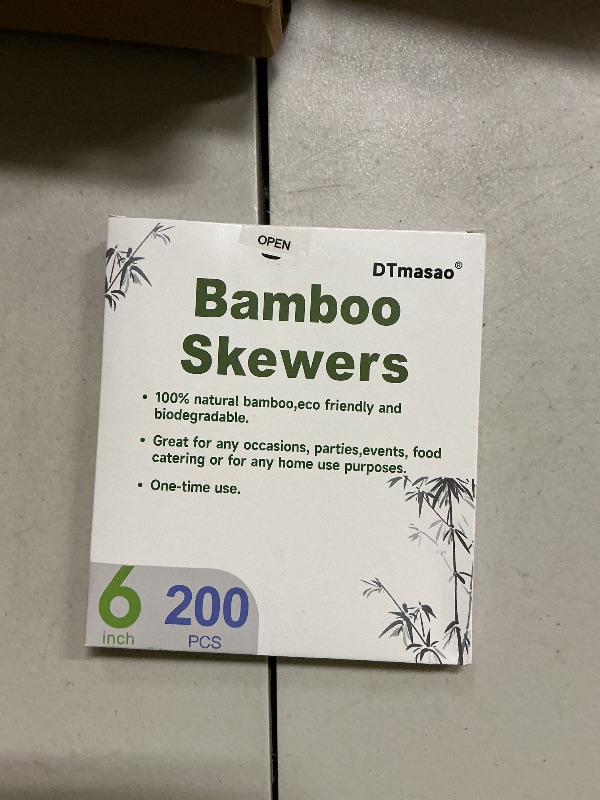 OPEN
DTmasao®
Bamboo
Skewers
• 100% natural bamboo,eco friendly and
biodegradable.
• Great for any occasions, parties,events, food
catering or for any home use purposes.
• One-time use.
6 200
inch PCS